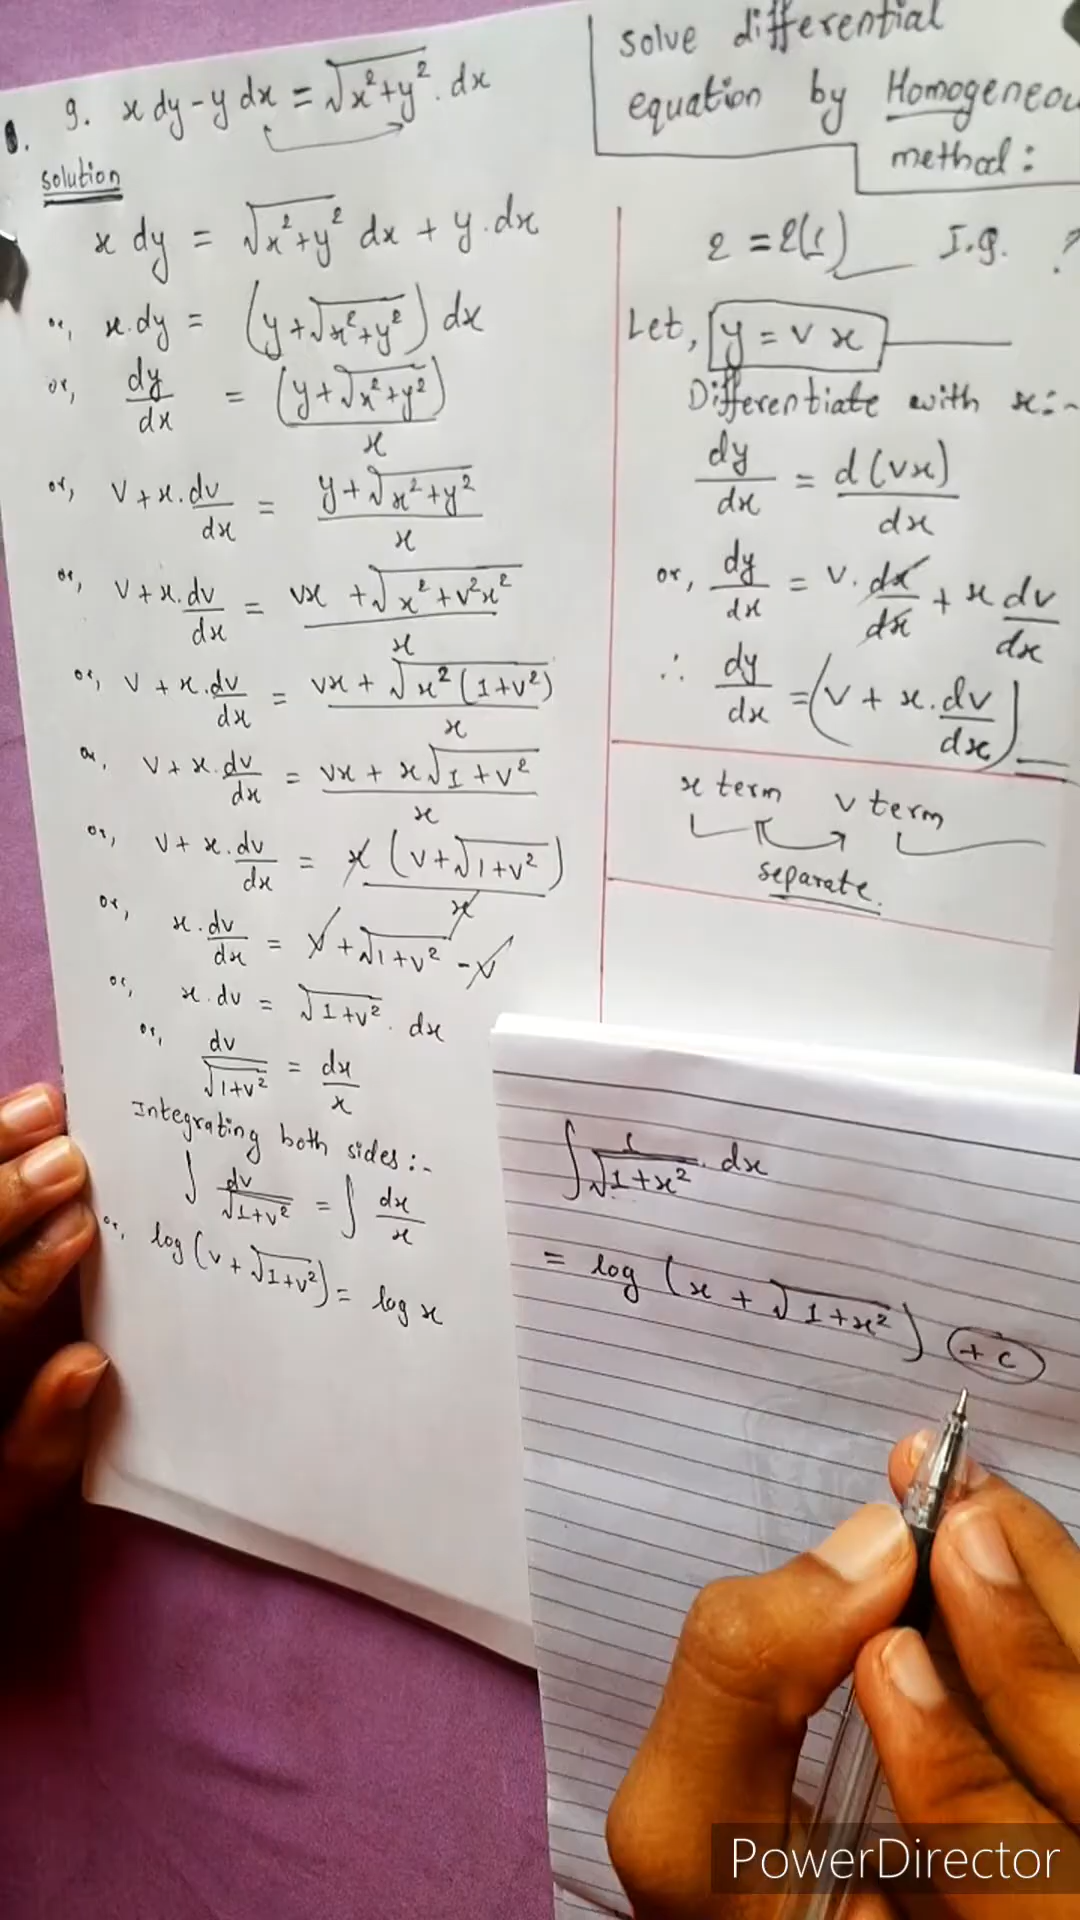 9. x dy - y dx = √x²+y² . dx
solution
x dy = √x²+y² dx + y.dx
or, x.dy = (y+√x²+y²) dx
or, dy/dx = (y+√x²+y²)/x
or, v+x.dv/dx = y+√x²+y²/x
or, v+x.dv/dx = vx +√x²+v²x²/x
or, v + x.dv/dx = vx + √x²(1+v²)/x
or, v+x.dv/dx = vx + x√1+v²/x
or, v+ x.dv/dx = x (v+√1+v²)/x
or, x.dv/dx = v+√1+v² - v
or, x.dv = √1+v² . dx
or, dv/√1+v² = dx/x
Integrating both sides:-
∫ dv/√1+v² = ∫ dx/x
or, log(v+√1+v²) = log x
solve differential
equation by
method:
2 = 2(1) I.g. ?
Let, y = v x
Differentiate with x:-
dy/dx = d(vx)/dx
or, dy/dx = v.dx/dx + x dv/dx
∴ dy/dx = (v + x.dv/dx)
x term v term
separate.
∫ 1/√1+x² . dx
= log (x + √1+x²) + c
PowerDirector